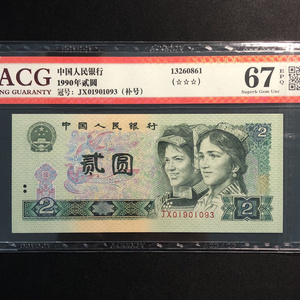 ACG
NG GUARANTY
中国人民银行
1990年贰圆
冠号：JX01901093（补号）
13260861
(☆☆☆)
67 EPQ
Superb Gem Unc
中国人民银行
贰圆
2
JX01901093
2
2